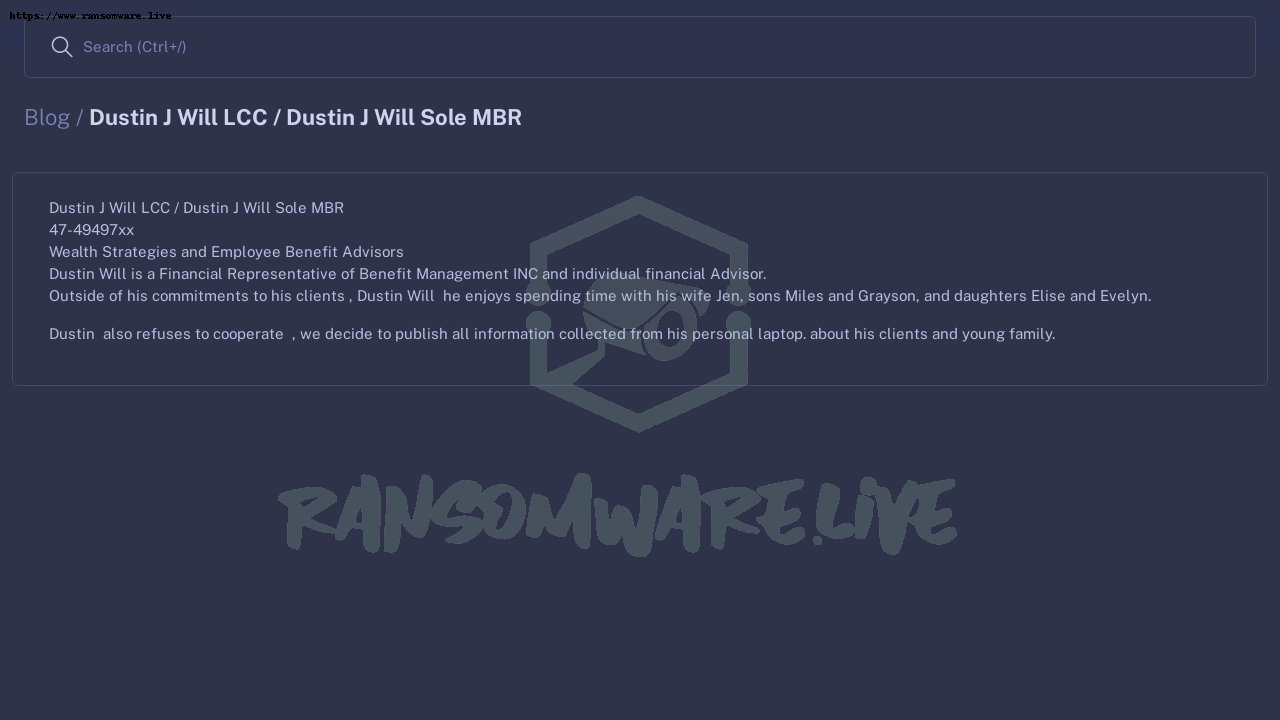 https://www.ransomware.live
Search (Ctrl+/)
Blog / Dustin J Will LCC / Dustin J Will Sole MBR
Dustin J Will LCC / Dustin J Will Sole MBR
47-49497xx
Wealth Strategies and Employee Benefit Advisors
Dustin Will is a Financial Representative of Benefit Management INC and individual financial Advisor.
Outside of his commitments to his clients , Dustin Will  he enjoys spending time with his wife Jen, sons Miles and Grayson, and daughters Elise and Evelyn.
Dustin  also refuses to cooperate  , we decide to publish all information collected from his personal laptop. about his clients and young family.
RANSOMWARE.LIVE